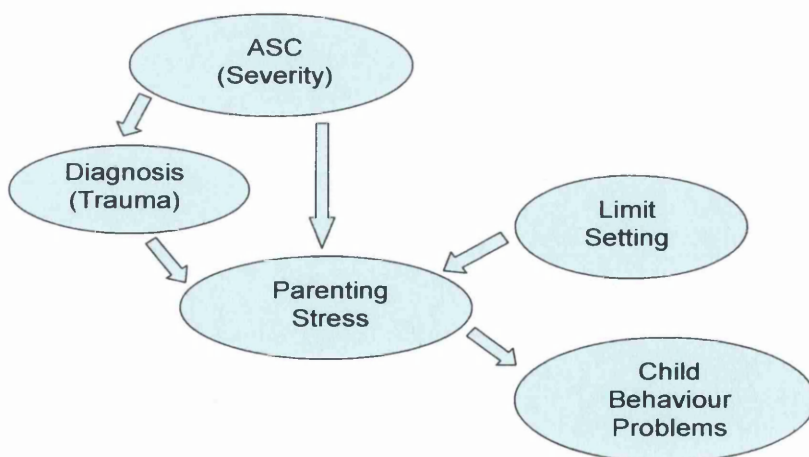 ASC
(Severity)
Diagnosis
(Trauma)
Limit
Setting
Parenting
Stress
Child
Behaviour
Problems